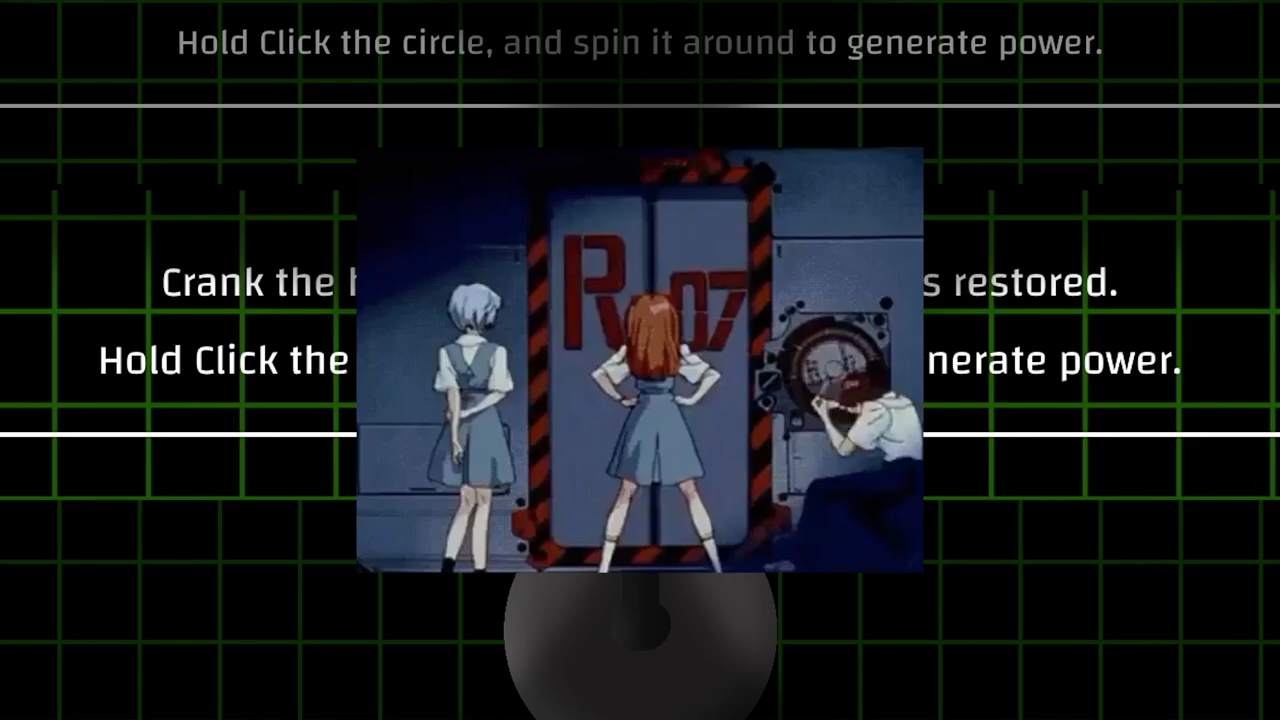 Hold Click the circle, and spin it around to generate power.
Crank the
s restored.
Hold Click the
nerate power.
R 07